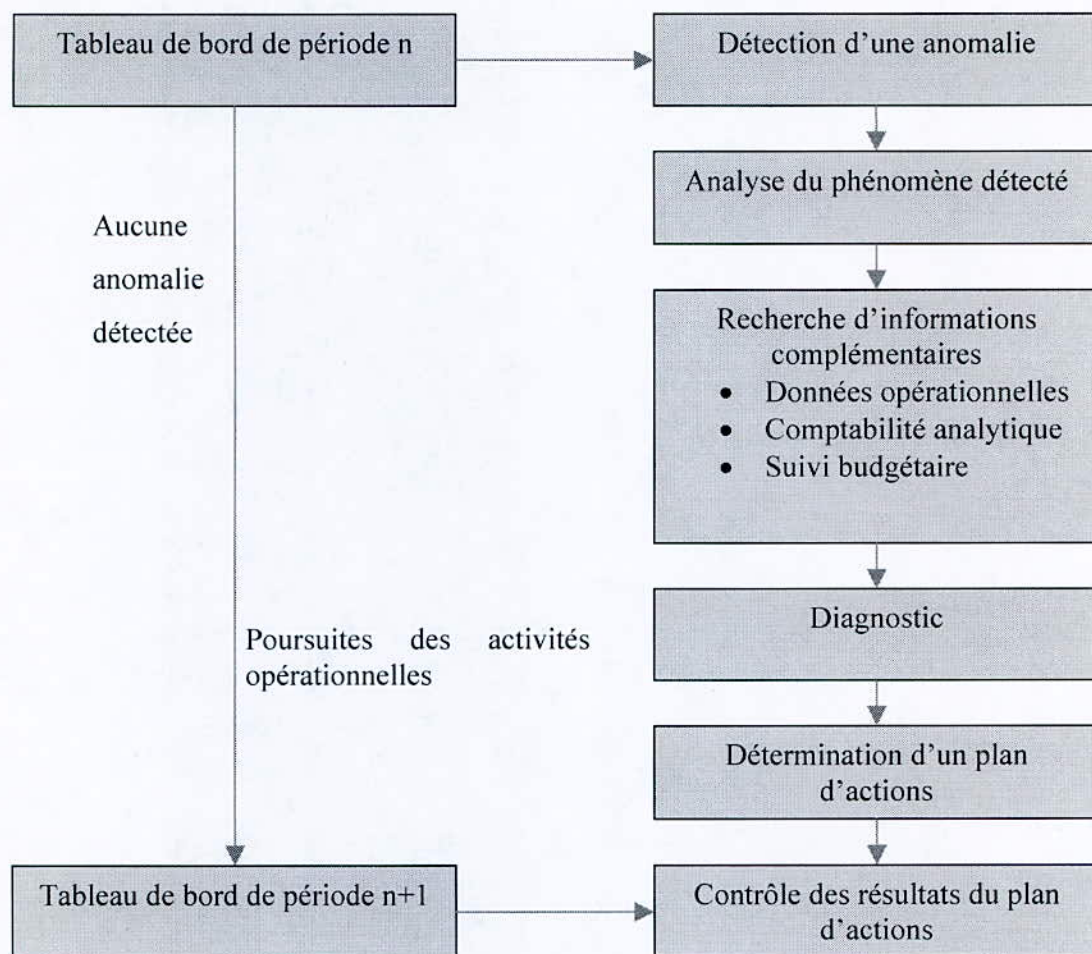 Tableau de bord de période n
Détection d'une anomalie
Analyse du phénomène détecté
Aucune
anomalie
détectée
Recherche d'informations
complémentaires
• Données opérationnelles
• Comptabilité analytique
• Suivi budgétaire
Poursuites des activités
opérationnelles
Diagnostic
Détermination d'un plan
d'actions
Tableau de bord de période n+1
Contrôle des résultats du plan
d'actions